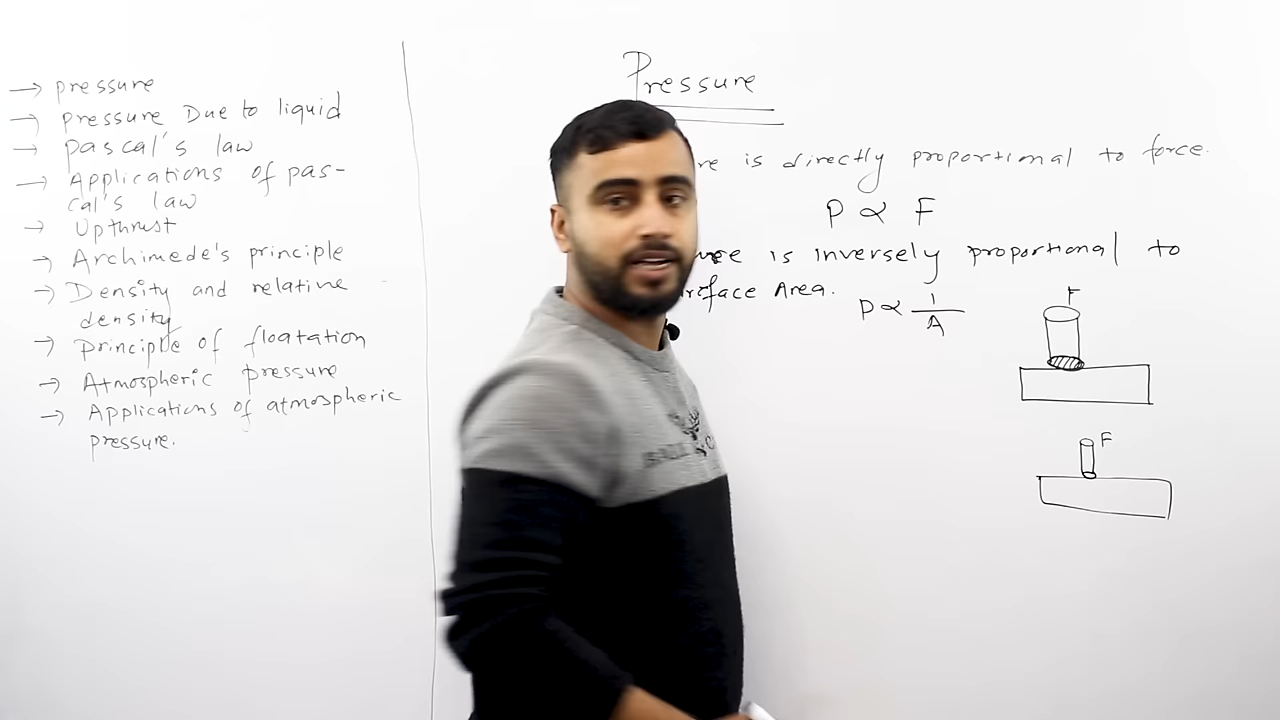 → pressure
→ pressure Due to liquid
→ pascal's law
→ Applications of pas-
cal's law
→ Upthrust
→ Archimede's principle
→ Density and relative
density
→ principle of floatation
→ Atmospheric pressure
→ Applications of atmospheric
pressure.
Pressure
re is directly proportional to force.
P ∝ F
ure is inversely proportional to
rface Area.
P ∝ 1/A
F
F